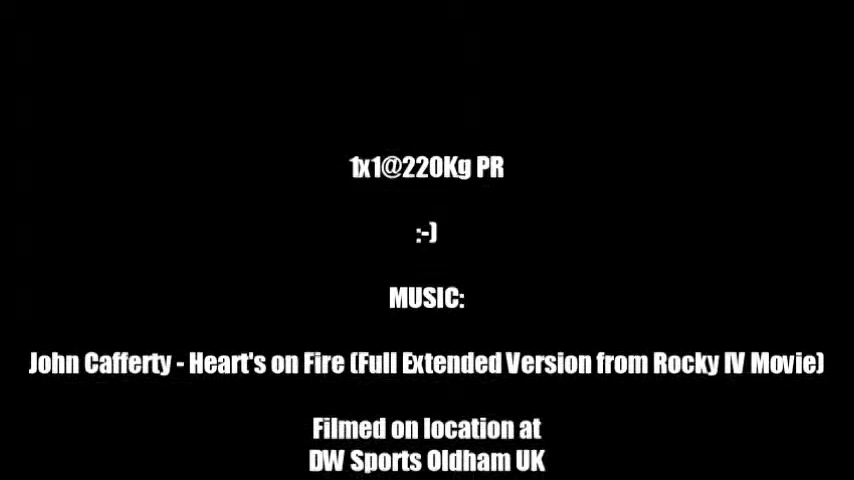 1x1@220Kg PR
:-)
MUSIC:
John Cafferty - Heart's on Fire (Full Extended Version from Rocky IV Movie)
Filmed on location at
DW Sports Oldham UK